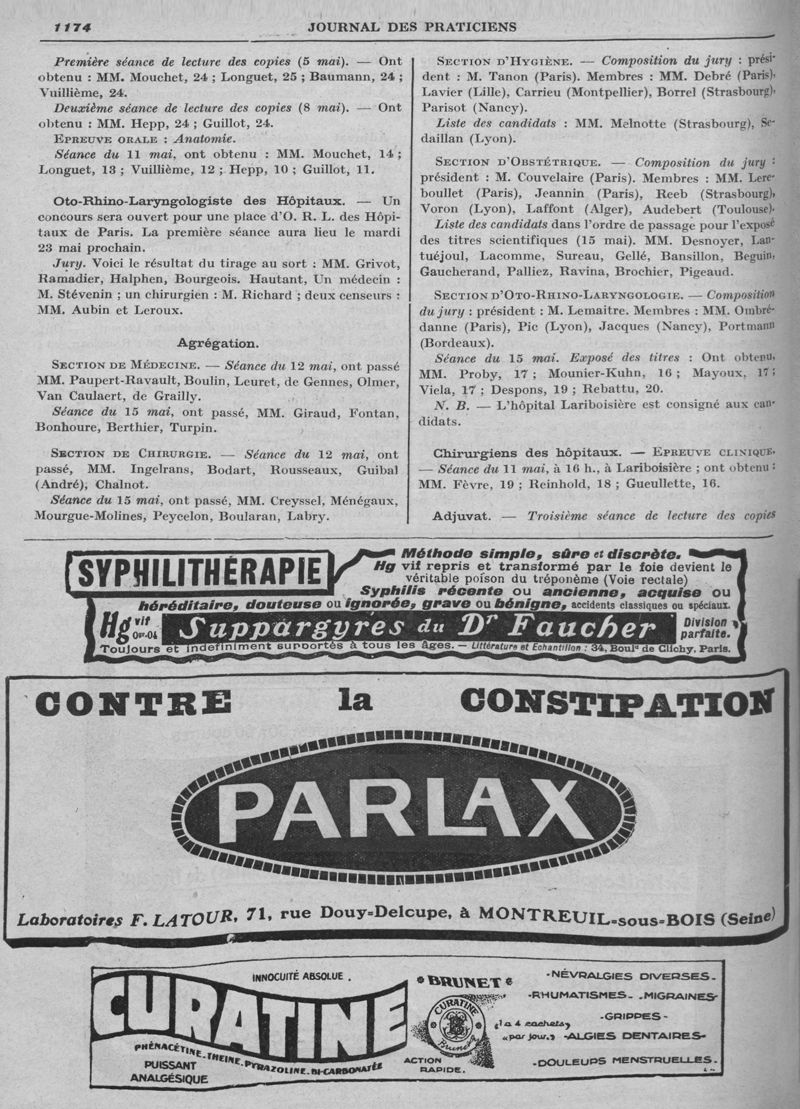 1174
JOURNAL DES PRATICIENS
Première séance de lecture des copies (5 mai). — Ont
obtenu : MM. Mouchet, 24 ; Longuet, 25 ; Baumann, 24 ;
Vuillième, 24.
Deuxième séance de lecture des copies (8 mai). — Ont
obtenu : MM. Hepp, 24 ; Guillot, 24.
EPREUVE ORALE : Anatomie.
Séance du 11 mai, ont obtenu : MM. Mouchet, 14 ;
Longuet, 13 ; Vuillième, 12 ; Hepp, 10 ; Guillot, 11.
Oto-Rhino-Laryngologiste des Hôpitaux. — Un
concours sera ouvert pour une place d'O. R. L. des Hôpi-
taux de Paris. La première séance aura lieu le mardi
23 mai prochain.
Jury. Voici le résultat du tirage au sort : MM. Grivot,
Ramadier, Halphen, Bourgeois. Hautant, Un médecin :
M. Stévenin ; un chirurgien : M. Richard ; deux censeurs :
MM. Aubin et Leroux.
Agrégation.
SECTION DE MÉDECINE. — Séance du 12 mai, ont passé
MM. Paupert-Ravault, Boulin, Leuret, de Gennes, Olmer,
Van Caulaert, de Grailly.
Séance du 15 mai, ont passé, MM. Giraud, Fontan,
Bonhoure, Berthier, Turpin.
SECTION DE CHIRURGIE. — Séance du 12 mai, ont
passé, MM. Ingelrans, Bodart, Rousseaux, Guibal
(André), Chalnot.
Séance du 15 mai, ont passé, MM. Creyssel, Ménégaux,
Mourgue-Molines, Peycelon, Boularan, Labry.
SECTION D'HYGIÈNE. — Composition du jury : prési-
dent : M. Tanon (Paris). Membres : MM. Debré (Paris),
Lavier (Lille), Carrieu (Montpellier), Borrel (Strasbourg),
Parisot (Nancy).
Liste des candidats : MM. Melnotte (Strasbourg), Se-
daillan (Lyon).
SECTION D'OBSTÉTRIQUE. — Composition du jury :
président : M. Couvelaire (Paris). Membres : MM. Lere-
boullet (Paris), Jeannin (Paris), Reeb (Strasbourg),
Voron (Lyon), Laffont (Alger), Audebert (Toulouse).
Liste des candidats dans l'ordre de passage pour l'exposé
des titres scientifiques (15 mai). MM. Desnoyer, Lan-
tuéjoul, Lacomme, Sureau, Gellé, Bansillon, Beguin,
Gaucherand, Palliez, Ravina, Brochier, Pigeaud.
SECTION D'OTO-RHINO-LARYNGOLOGIE. — Composition
du jury : président : M. Lemaitre. Membres : MM. Ombré-
danne (Paris), Pic (Lyon), Jacques (Nancy), Portmann
(Bordeaux).
Séance du 15 mai. Exposé des titres : Ont obtenu,
MM. Proby, 17 ; Mounier-Kuhn, 16 ; Mayoux, 17 ;
Viela, 17 ; Despons, 19 ; Rebattu, 20.
N. B. — L'hôpital Lariboisière est consigné aux can-
didats.
Chirurgiens des hôpitaux. — EPREUVE CLINIQUE.
— Séance du 11 mai, à 16 h., à Lariboisière ; ont obtenu :
MM. Fèvre, 19 ; Reinhold, 18 ; Gueullette, 16.
Adjuvat. — Troisième séance de lecture des copies
SYPHILITHÉRAPIE
Méthode simple, sûre et discrète.
Hg vif repris et transformé par le foie devient le
véritable poison du tréponème (Voie rectale)
Syphilis récente ou ancienne, acquise ou
héréditaire, douteuse ou ignorée, grave ou bénigne, accidents classiques ou spéciaux.
Hg vif 0gr-04 Suppargyres du Dr Faucher Division parfaite.
Toujours et indéfiniment supportés à tous les âges. — Littérature et Echantillon : 34, Bould de Clichy, Paris.
CONTRE la CONSTIPATION
PARLAX
Laboratoires F. LATOUR, 71, rue Douy=Delcupe, à MONTREUIL=sous=BOIS (Seine)
INNOCUITÉ ABSOLUE.
CURATINE
PHÉNACÉTINE-THÉINE-PYRAZOLINE-BI-CARBONATÉE
PUISSANT
ANALGÉSIQUE
BRUNET
CURATINE
B
Brunet
ACTION
RAPIDE.
(1 à 4 cachets)
«par jour.»
-NÉVRALGIES DIVERSES-
-RHUMATISMES- -MIGRAINES-
-GRIPPES-
-ALGIES DENTAIRES-
-DOULEURS MENSTRUELLES.